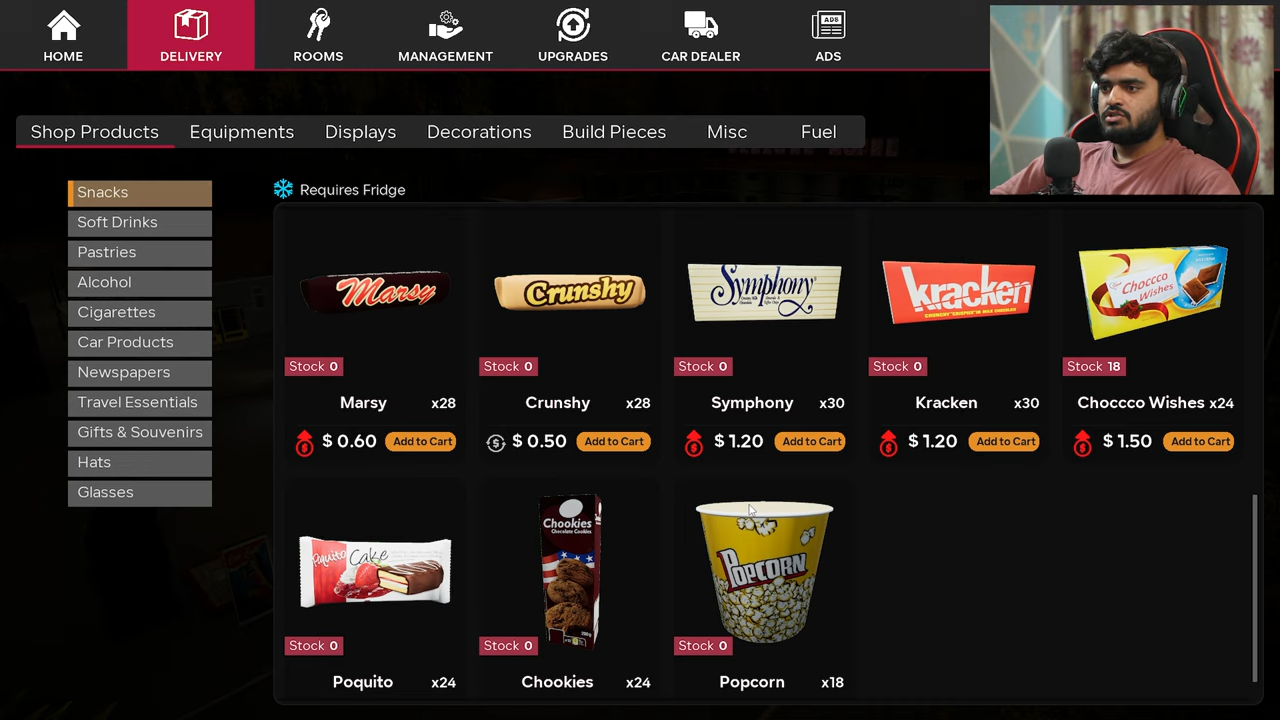 HOME
DELIVERY
ROOMS
MANAGEMENT
UPGRADES
CAR DEALER
ADS
ADS
Shop Products
Equipments
Displays
Decorations
Build Pieces
Misc
Fuel
Snacks
Soft Drinks
Pastries
Alcohol
Cigarettes
Car Products
Newspapers
Travel Essentials
Gifts & Souvenirs
Hats
Glasses
Requires Fridge
Marsy
Stock 0
Marsy x28
$ 0.60 Add to Cart
Crunshy
Stock 0
Crunshy x28
$ 0.50 Add to Cart
Symphony
Stock 0
Symphony x30
$ 1.20 Add to Cart
kracken
Stock 0
Kracken x30
$ 1.20 Add to Cart
Choccco
Wishes
Stock 18
Choccco Wishes x24
$ 1.50 Add to Cart
Poquito Cake
Stock 0
Poquito x24
Chookies
Chocolate Cookies
Stock 0
Chookies x24
POPCORN
Stock 0
Popcorn x18